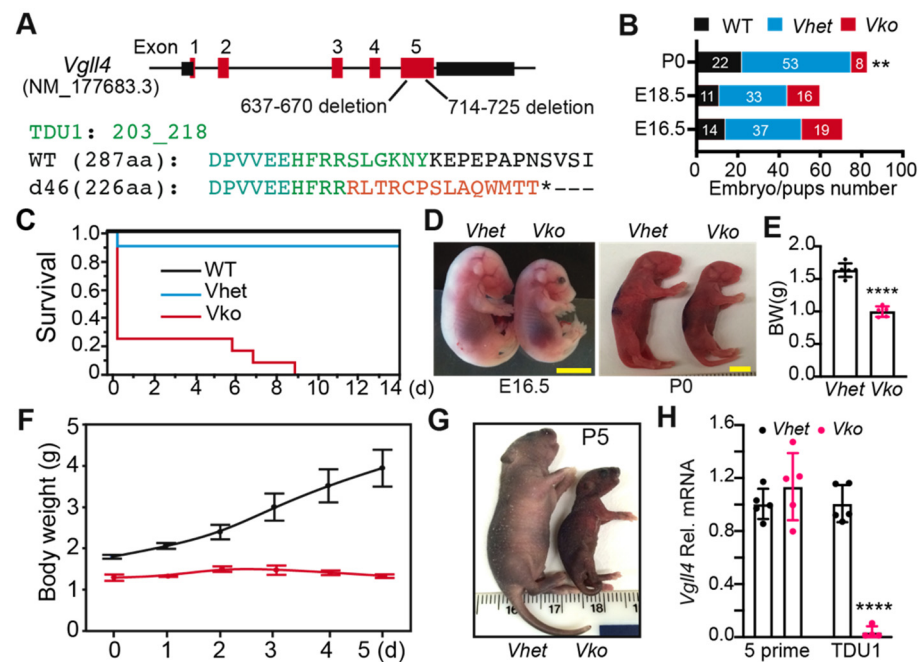 A
Exon 1 2 3 4 5
Vgll4
(NM_177683.3)
637-670 deletion 714-725 deletion
TDU1: 203_218
WT (287aa): DPVVEEHFRRSLGKNYKEPEPAPNSVSI
d46(226aa): DPVVEEHFRRRLTRCPSLAQWMTT*---
B
WT Vhet Vko
P0 22 53 8 **
E18.5 11 33 16
E16.5 14 37 19
0 20 40 60 80 100
Embryo/pups number
C
Survival
1.0
0.8
0.6
0.4
0.2
0
WT
Vhet
Vko
0 2 4 6 8 10 12 14 (d)
D
Vhet Vko Vhet Vko
E16.5 P0
E
BW(g)
2.0
1.5
1.0
0.5
0.0
****
Vhet Vko
F
Body weight (g)
5
4
3
2
1
0
0 1 2 3 4 5 (d)
G
P5
16 17 18
Vhet Vko
H
Vgll4 Rel. mRNA
Vhet Vko
1.6
1.2
0.8
0.4
0.0
****
5 prime TDU1